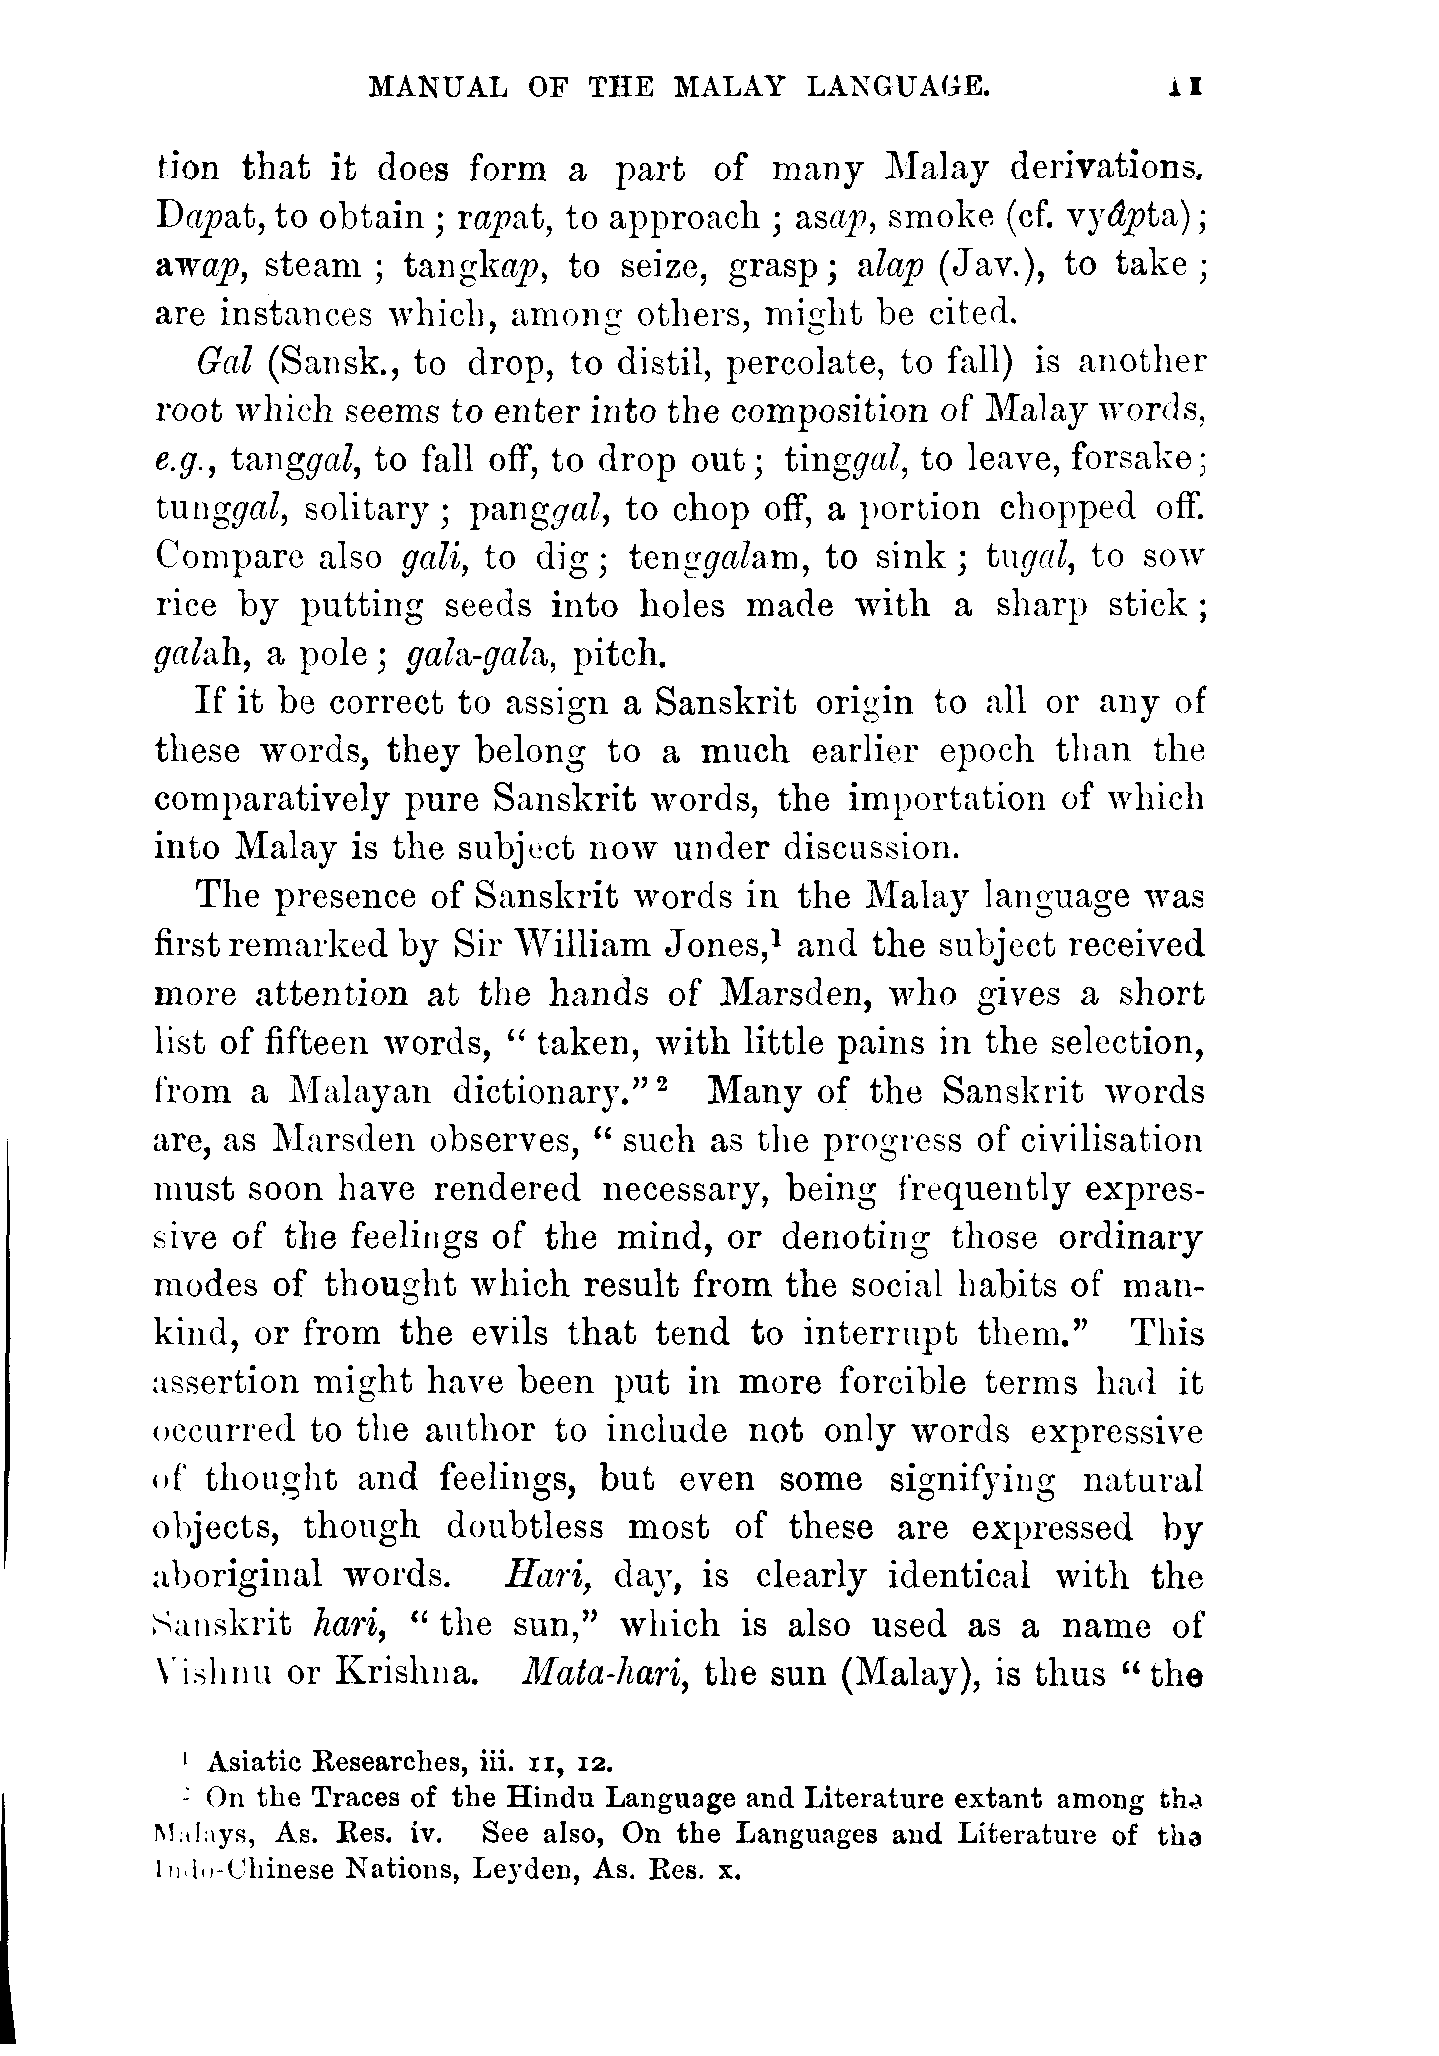 MANUAL OF THE MALAY LANGUAGE. 11
tion that it does form a part of many Malay derivations.
Dapat, to obtain ; rapat, to approach ; asap, smoke (cf. vyâpta) ;
awap, steam ; tangkap, to seize, grasp ; alap (Jav.), to take ;
are instances which, among others, might be cited.
Gal (Sansk., to drop, to distil, percolate, to fall) is another
root which seems to enter into the composition of Malay words,
e.g., tanggal, to fall off, to drop out ; tinggal, to leave, forsake ;
tunggal, solitary ; panggal, to chop off, a portion chopped off.
Compare also gali, to dig ; tenggalam, to sink ; tugal, to sow
rice by putting seeds into holes made with a sharp stick ;
galah, a pole ; gala-gala, pitch.
If it be correct to assign a Sanskrit origin to all or any of
these words, they belong to a much earlier epoch than the
comparatively pure Sanskrit words, the importation of which
into Malay is the subject now under discussion.
The presence of Sanskrit words in the Malay language was
first remarked by Sir William Jones,¹ and the subject received
more attention at the hands of Marsden, who gives a short
list of fifteen words, “ taken, with little pains in the selection,
from a Malayan dictionary.” ² Many of the Sanskrit words
are, as Marsden observes, “ such as the progress of civilisation
must soon have rendered necessary, being frequently expres-
sive of the feelings of the mind, or denoting those ordinary
modes of thought which result from the social habits of man-
kind, or from the evils that tend to interrupt them.” This
assertion might have been put in more forcible terms had it
occurred to the author to include not only words expressive
of thought and feelings, but even some signifying natural
objects, though doubtless most of these are expressed by
aboriginal words. Hari, day, is clearly identical with the
Sanskrit hari, “ the sun,” which is also used as a name of
Vishnu or Krishna. Mata-hari, the sun (Malay), is thus “ the
¹ Asiatic Researches, iii. 11, 12.
² On the Traces of the Hindu Language and Literature extant among the
Malays, As. Res. iv. See also, On the Languages and Literature of the
Indo-Chinese Nations, Leyden, As. Res. x.